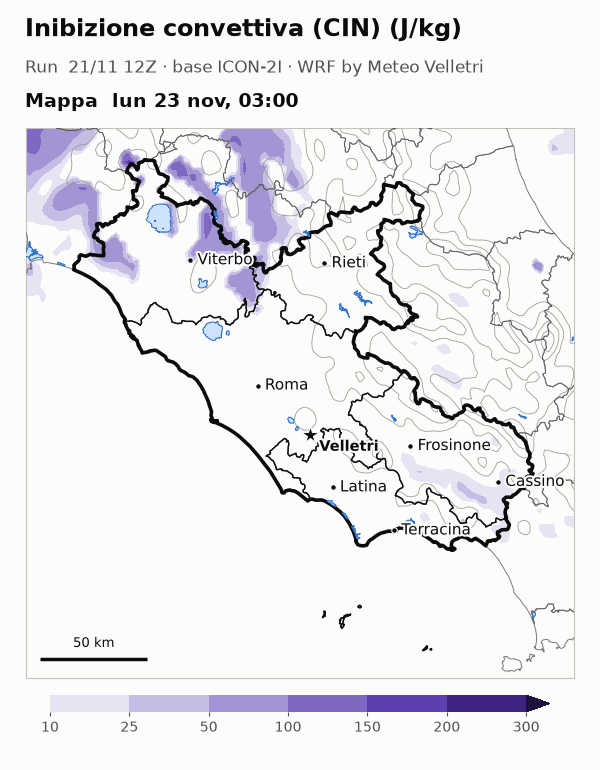 Inibizione convettiva (CIN) (J/kg)
Run 21/11 12Z · base ICON-2I · WRF by Meteo Velletri
Mappa lun 23 nov, 03:00
Viterbo
Rieti
Roma
Velletri
Frosinone
Cassino
Latina
Terracina
50 km
10 25 50 100 150 200 300